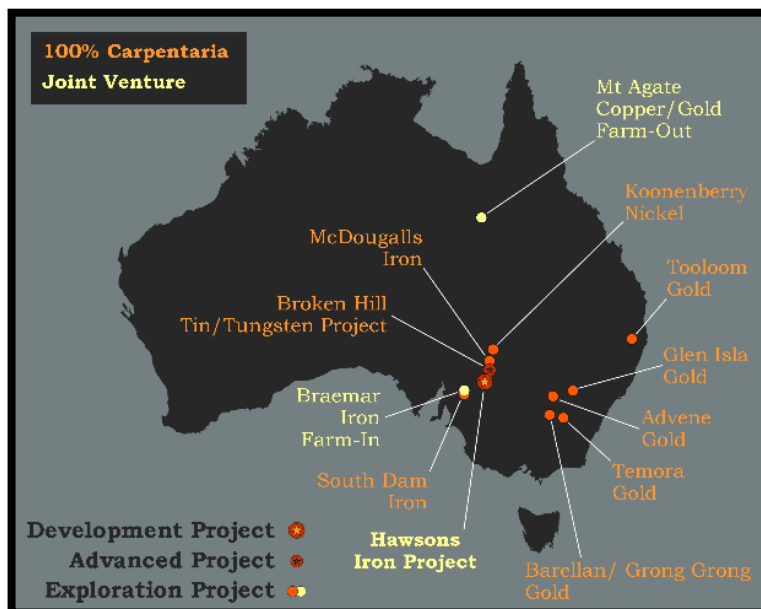 100% Carpentaria
Joint Venture
Mt Agate
Copper/Gold
Farm-Out
Koonenberry
Nickel
McDougalls
Iron
Tooloom
Gold
Broken Hill
Tin/Tungsten Project
Glen Isla
Gold
Braemar
Iron
Farm-In
Advene
Gold
South Dam
Iron
Temora
Gold
Hawsons
Iron Project
Barellan/ Grong Grong
Gold
Development Project
Advanced Project
Exploration Project